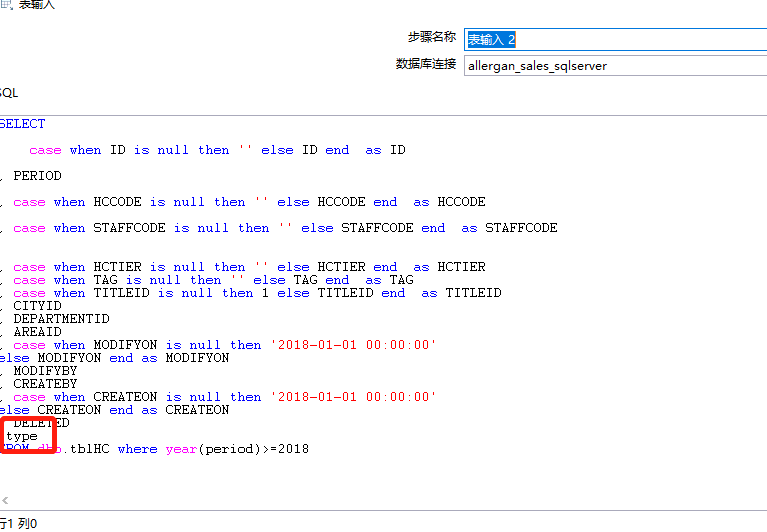 表输入
步骤名称 表输入 2
数据库连接 allergan_sales_sqlserver
SQL
SELECT
case when ID is null then '' else ID end  as ID
, PERIOD
, case when HCCODE is null then '' else HCCODE end  as HCCODE
, case when STAFFCODE is null then '' else STAFFCODE end  as STAFFCODE
, case when HCTIER is null then '' else HCTIER end  as HCTIER
, case when TAG is null then '' else TAG end  as TAG
, case when TITLEID is null then 1 else TITLEID end  as TITLEID
, CITYID
, DEPARTMENTID
, AREAID
, case when MODIFYON is null then '2018-01-01 00:00:00'
else MODIFYON end as MODIFYON
, MODIFYBY
, CREATEBY
, case when CREATEON is null then '2018-01-01 00:00:00'
else CREATEON end as CREATEON
DELETED
type
FROM dbo.tblHC where year(period)>=2018
<
行1 列0